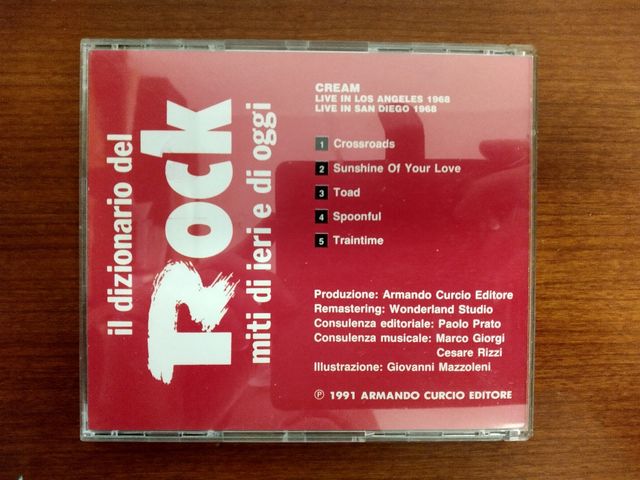 il dizionario del
Rock
miti di ieri e di oggi
CREAM
LIVE IN LOS ANGELES 1968
LIVE IN SAN DIEGO 1968
1 Crossroads
2 Sunshine Of Your Love
3 Toad
4 Spoonful
5 Traintime
Produzione: Armando Curcio Editore
Remastering: Wonderland Studio
Consulenza editoriale: Paolo Prato
Consulenza musicale: Marco Giorgi
Cesare Rizzi
Illustrazione: Giovanni Mazzoleni
℗ 1991 ARMANDO CURCIO EDITORE